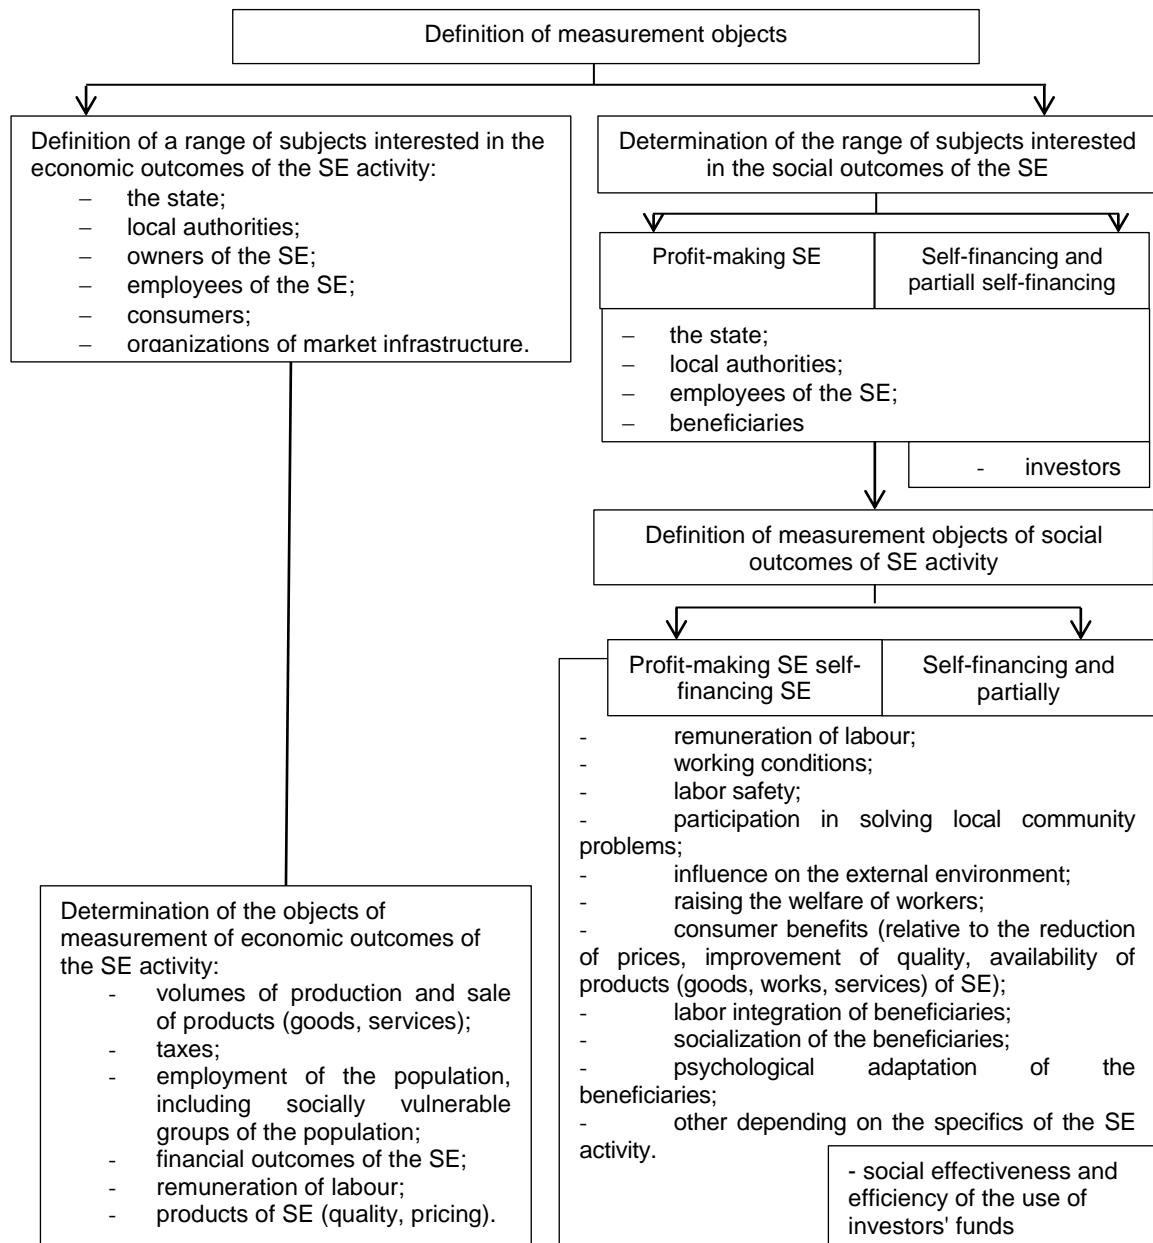 Definition of measurement objects
Definition of a range of subjects interested in the
economic outcomes of the SE activity:
– the state;
– local authorities;
– owners of the SE;
– employees of the SE;
– consumers;
– organizations of market infrastructure.
Determination of the range of subjects interested
in the social outcomes of the SE
Profit-making SE
Self-financing and
partiall self-financing
– the state;
– local authorities;
– employees of the SE;
– beneficiaries
- investors
Definition of measurement objects of social
outcomes of SE activity
Profit-making SE self-
financing SE
Self-financing and
partially
- remuneration of labour;
- working conditions;
- labor safety;
- participation in solving local community
problems;
- influence on the external environment;
- raising the welfare of workers;
- consumer benefits (relative to the reduction
of prices, improvement of quality, availability of
products (goods, works, services) of SE);
- labor integration of beneficiaries;
- socialization of the beneficiaries;
- psychological adaptation of the
beneficiaries;
- other depending on the specifics of the SE
activity.
- social effectiveness and
efficiency of the use of
investors' funds
Determination of the objects of
measurement of economic outcomes of
the SE activity:
- volumes of production and sale
of products (goods, services);
- taxes;
- employment of the population,
including socially vulnerable
groups of the population;
- financial outcomes of the SE;
- remuneration of labour;
- products of SE (quality, pricing).